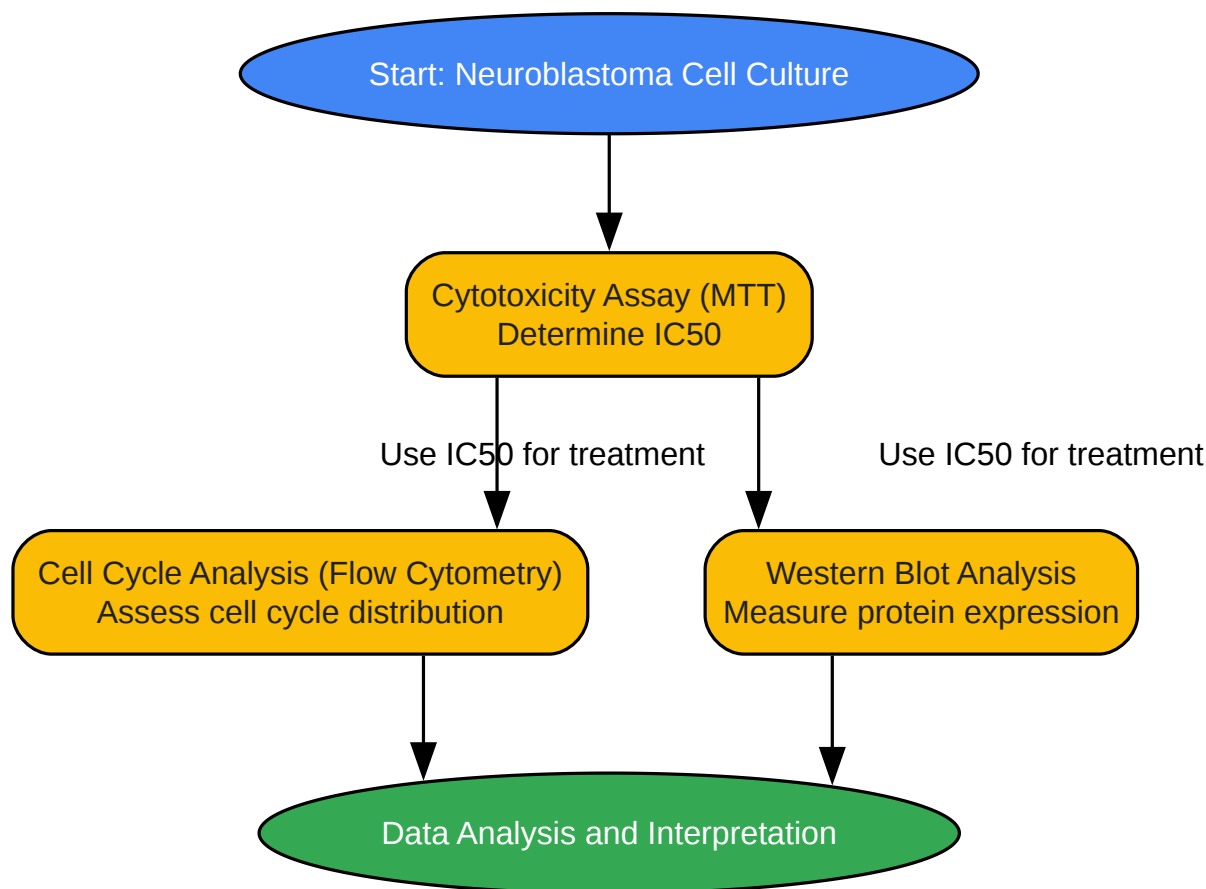 Start: Neuroblastoma Cell Culture
Cytotoxicity Assay (MTT)
Determine IC50
Use IC50 for treatment
Use IC50 for treatment
Cell Cycle Analysis (Flow Cytometry)
Assess cell cycle distribution
Western Blot Analysis
Measure protein expression
Data Analysis and Interpretation